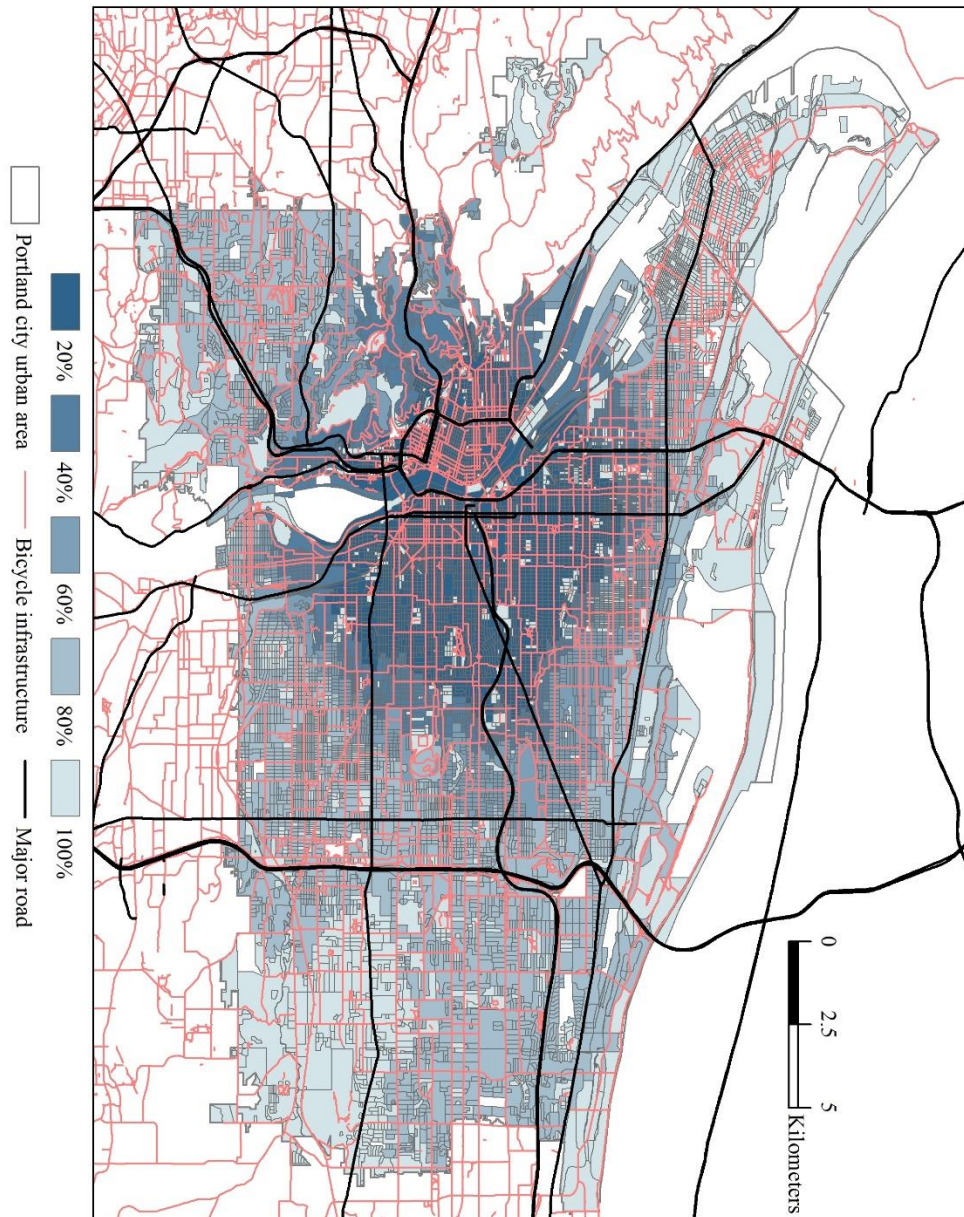 0 2.5 5
Kilometers
20% 40% 60% 80% 100%
Portland city urban area Bicycle infrastructure Major road